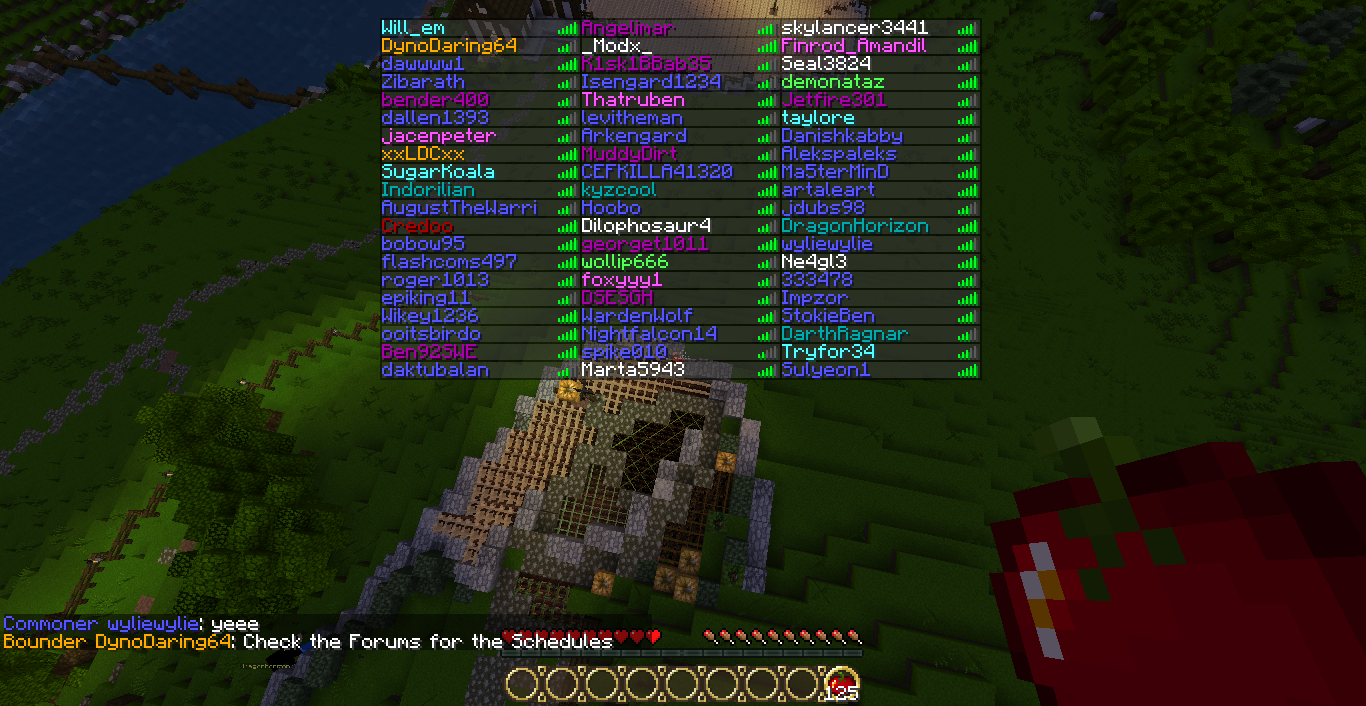 Will_em Angelimar skylancer3441
DynoDaring64 _Modx_ Finrod_Amandil
dawwww1 K1sk1BBab35 Seal3824
Zibarath Isengard1234 demonataz
bender400 Thatruben Jetfire301
dallen1393 levitheman taylore
jacenpeter Arkengard Danishkabby
xxLDCxx MuddyDirt Alekspaleks
SugarKoala CEFKILLA41320 Ma5terMinD
Indorilian kyzcool artaleart
AugustTheWarri Hoobo jdubs98
Credoo Dilophosaur4 DragonHorizon
bobow95 georget1011 wyliewylie
flashcoms497 wollip666 Ne4gl3
roger1013 foxyyy1 333478
epiking11 DSESGH Impzor
Wikey1236 WardenWolf StokieBen
ooitsbirdo Nightfalcon14 DarthRagnar
Ben925WE spike010 Tryfor34
daktubalan Marta5943 Sulyeon1
Commoner wyliewylie: yeee
Bounder DynoDaring64: Check the Forums for the Schedules
125